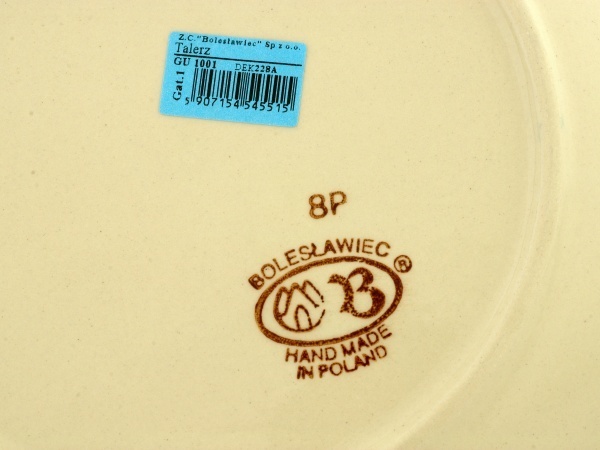 Z.C."Bolesławiec" Sp.z o.o.
Talerz
GU 1001 DEK228A
Gat.1
5 907154 545515
8P
BOLESŁAWIEC ®
B
HAND MADE
IN POLAND